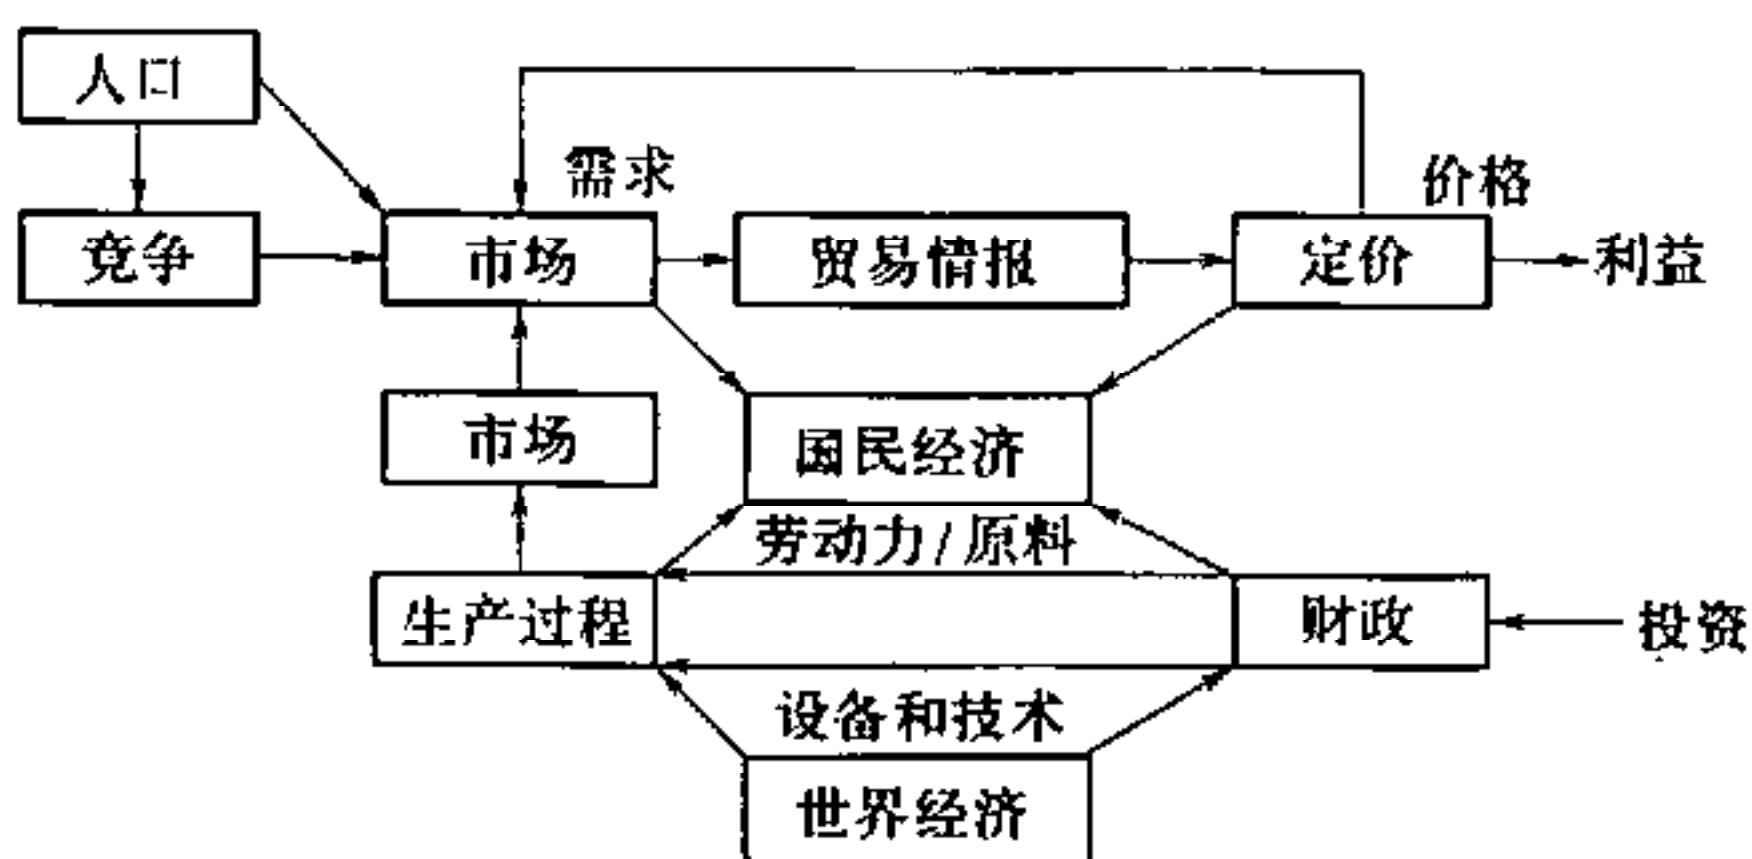 人口
需求
价格
竞争
市场
贸易情报
定价
利益
市场
国民经济
劳动力/原料
生产过程
财政
投资
设备和技术
世界经济